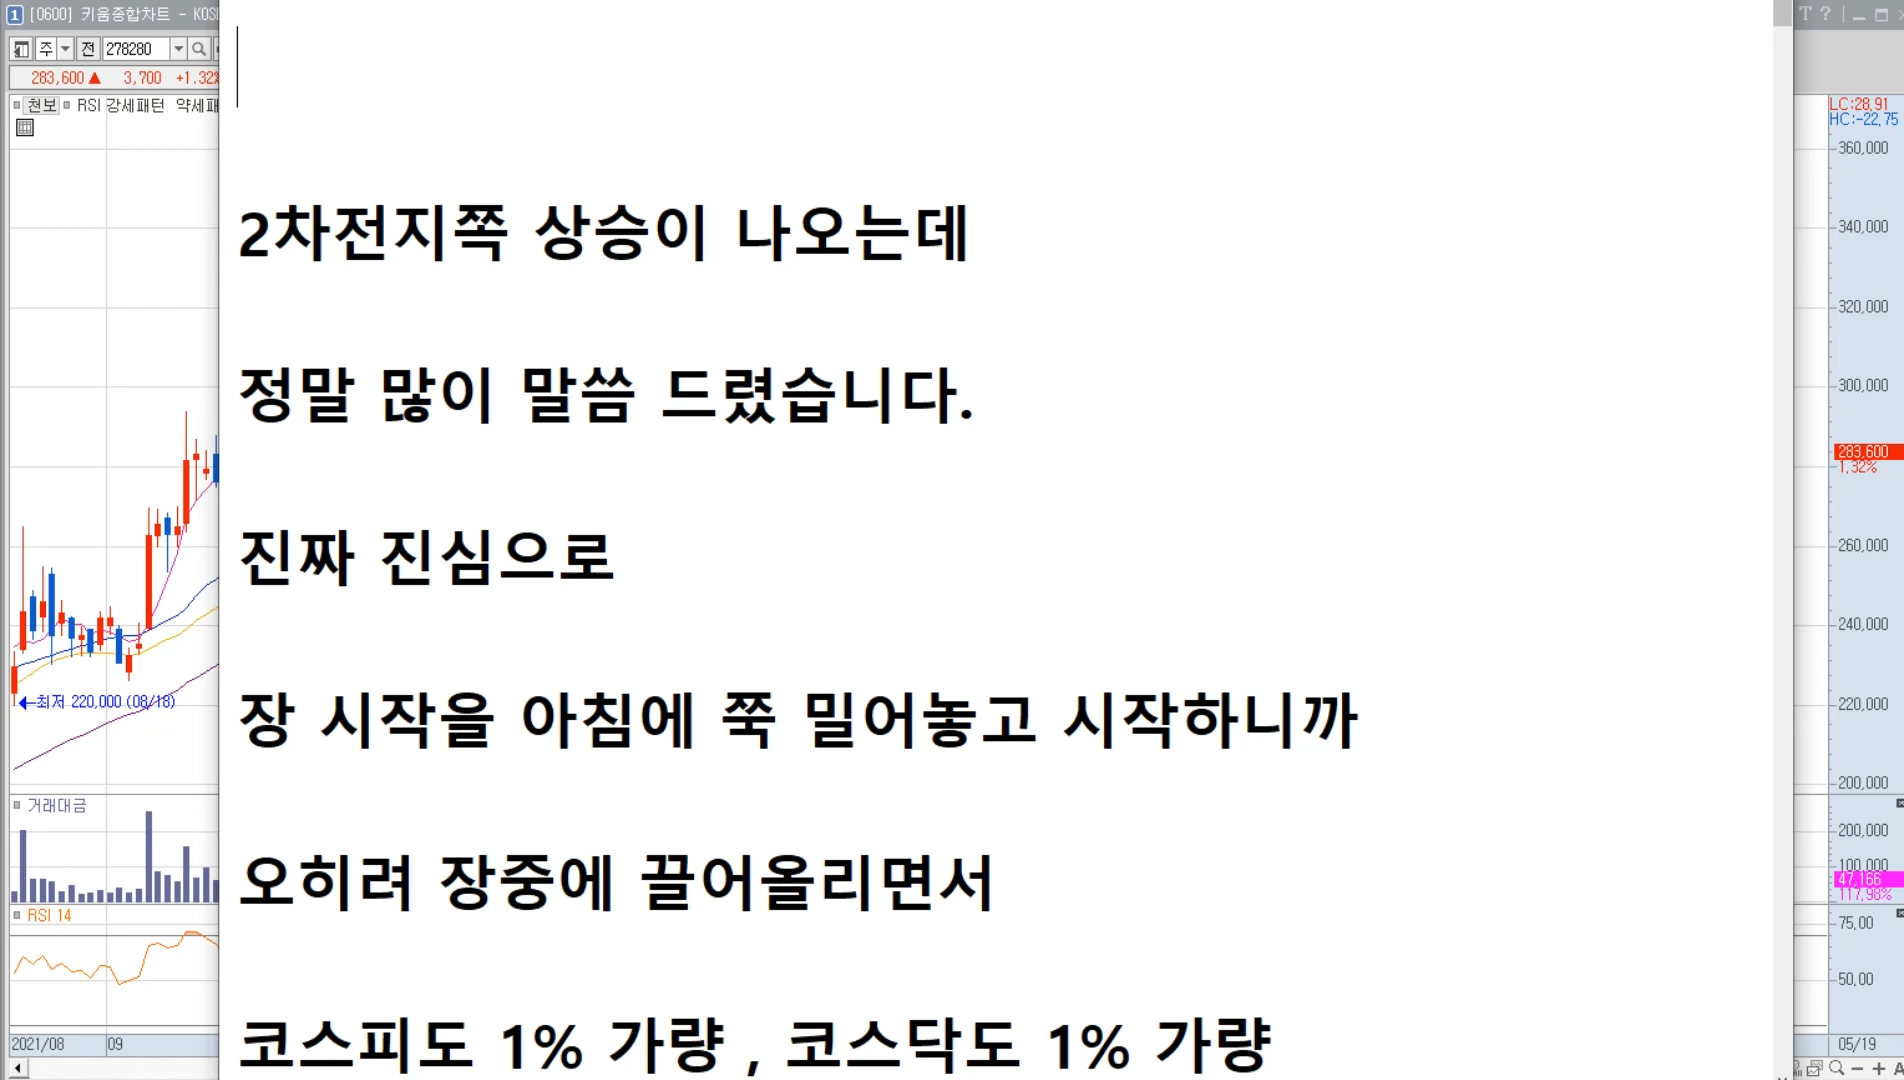 1 [0600] 키움종합차트 - KOS
T ?
주 전 278280
283,600 ▲ 3,700 +1.32%
천보 RSI 강세패턴 약세패
LC:28,91
HC:-22,75
360,000
340,000
320,000
300,000
283,600
1,32%
260,000
240,000
220,000
200,000
←최저 220,000 (08/18)
2차전지쪽 상승이 나오는데
정말 많이 말씀 드렸습니다.
진짜 진심으로
장 시작을 아침에 쭉 밀어놓고 시작하니까
오히려 장중에 끌어올리면서
코스피도 1% 가량 , 코스닥도 1% 가량
거래대금
200,000
100,000
47,166
117,98%
RSI 14
75,00
50,00
2021/08 09
05/19